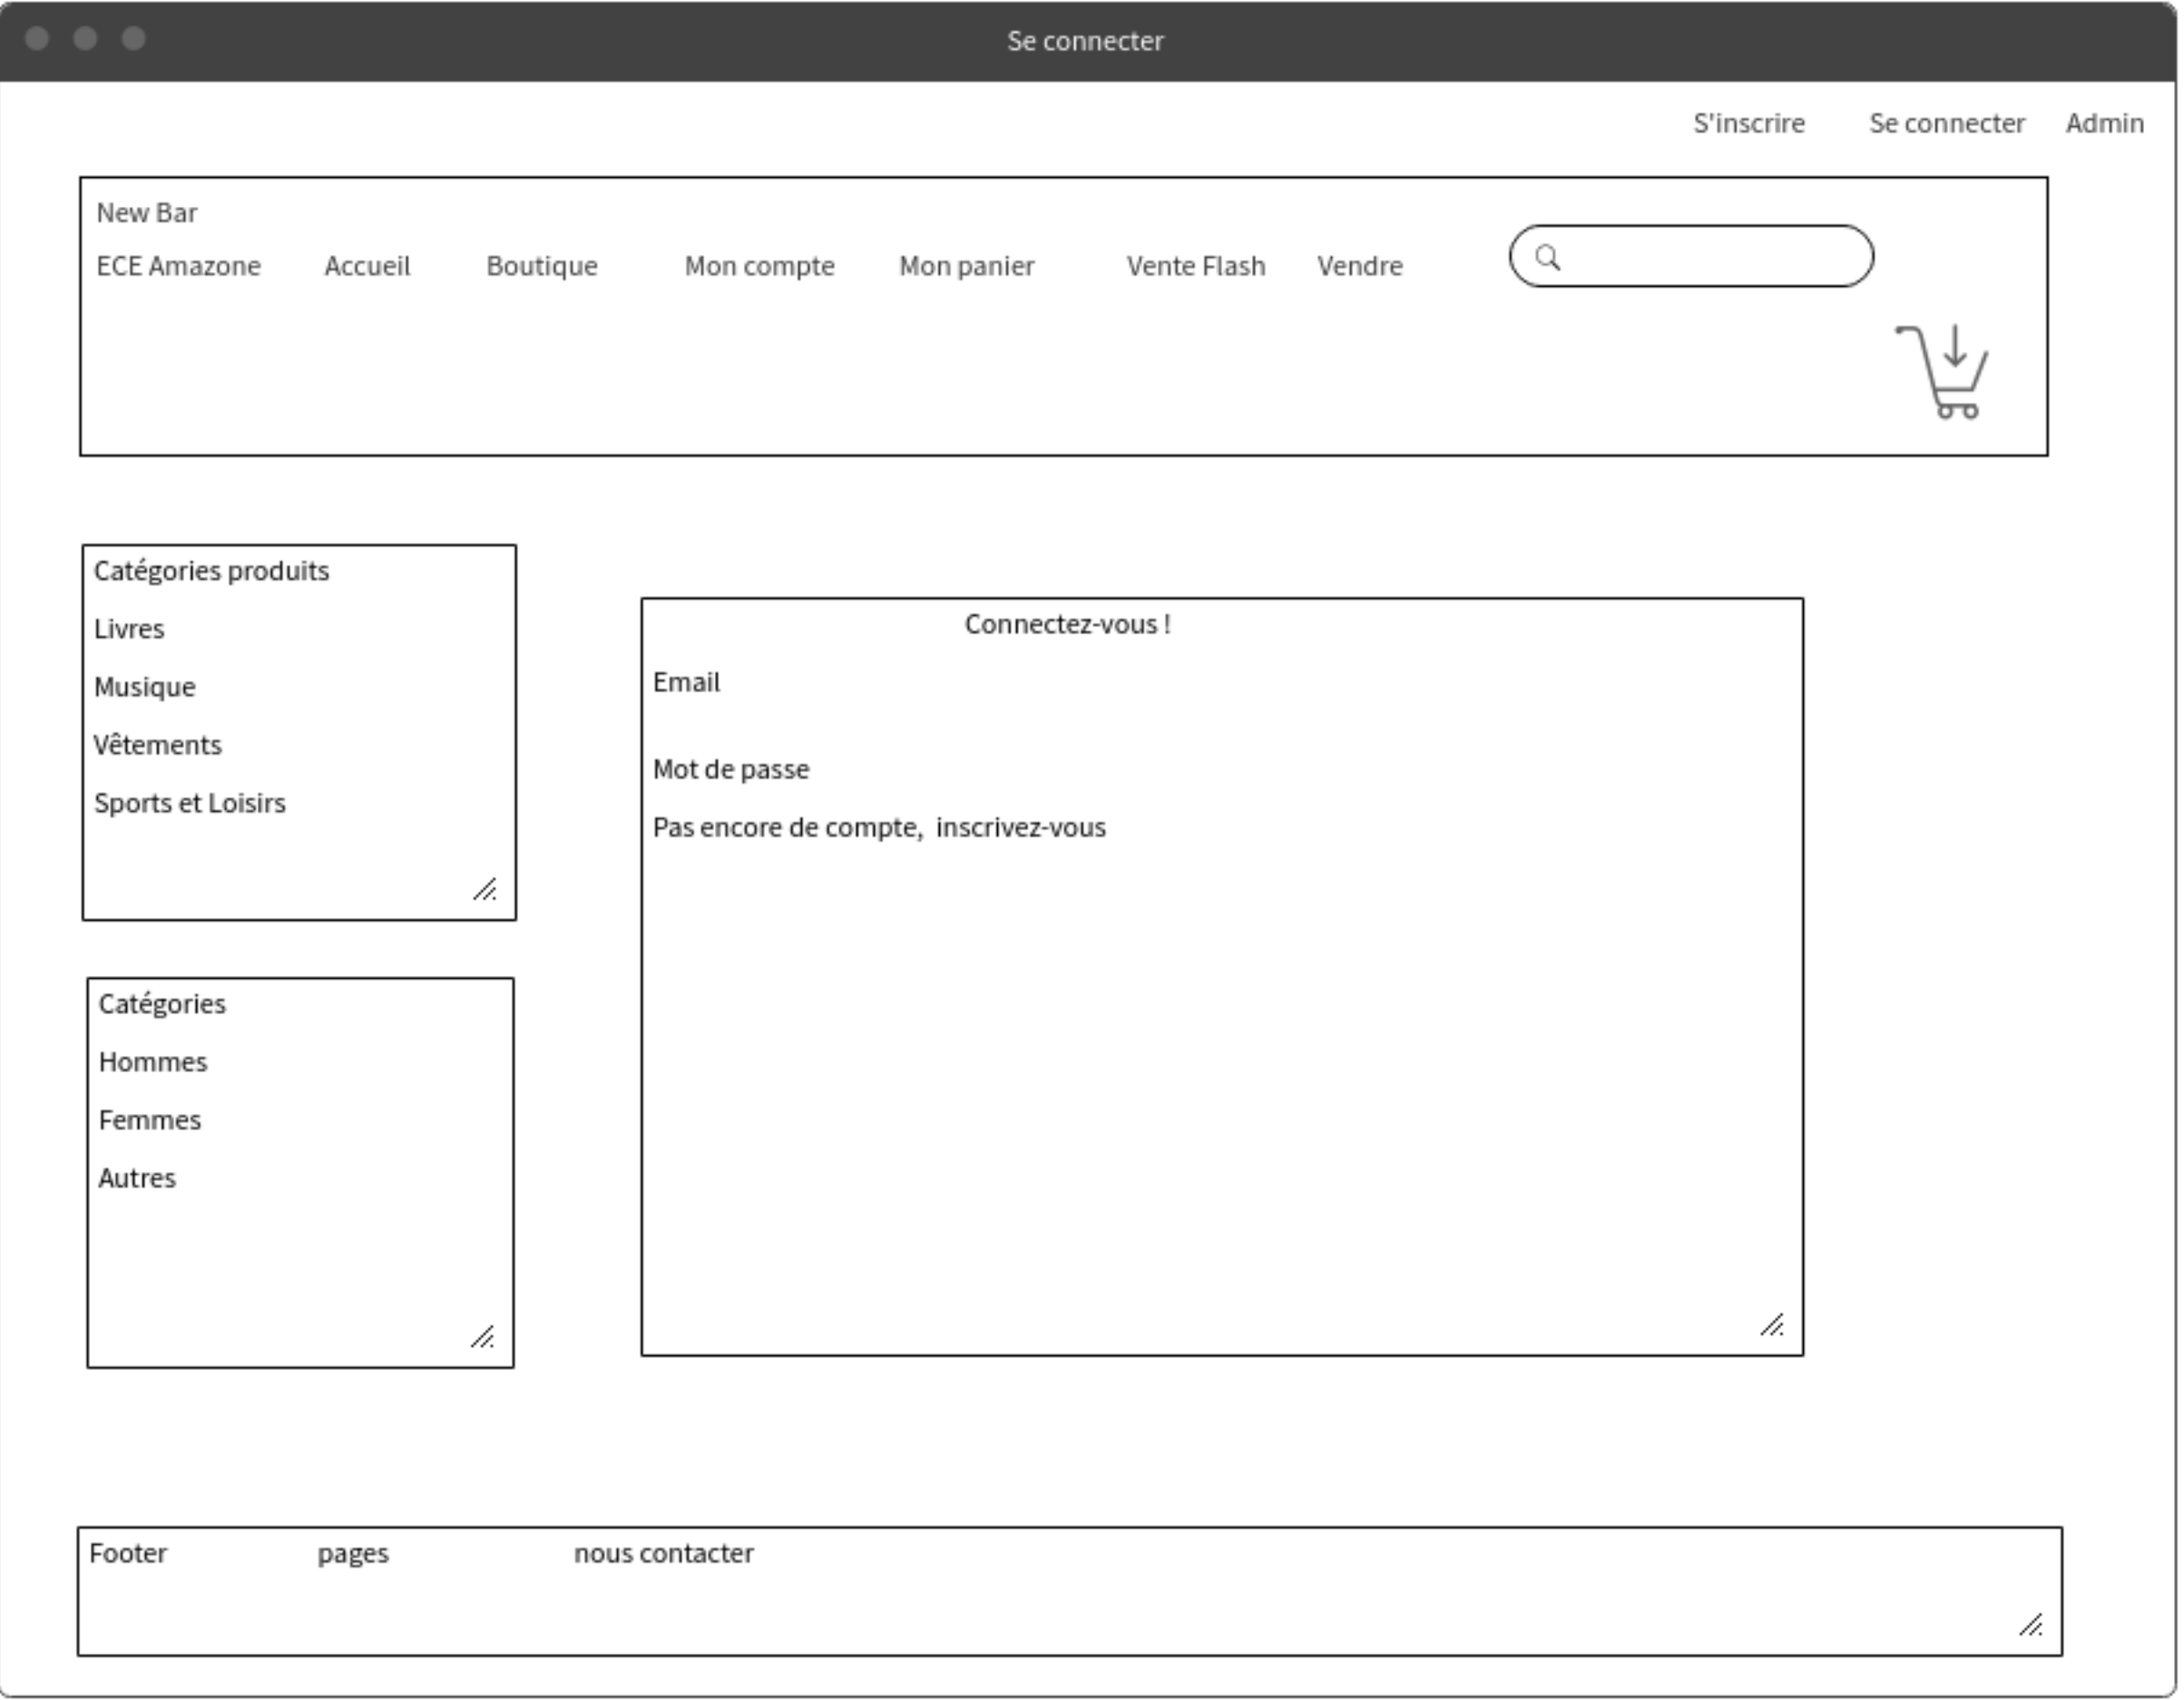 Se connecter
S'inscrire Se connecter Admin
New Bar
ECE Amazone Accueil Boutique Mon compte Mon panier Vente Flash Vendre
Catégories produits
Livres
Musique
Vêtements
Sports et Loisirs
Connectez-vous !
Email
Mot de passe
Pas encore de compte, inscrivez-vous
Catégories
Hommes
Femmes
Autres
Footer pages nous contacter